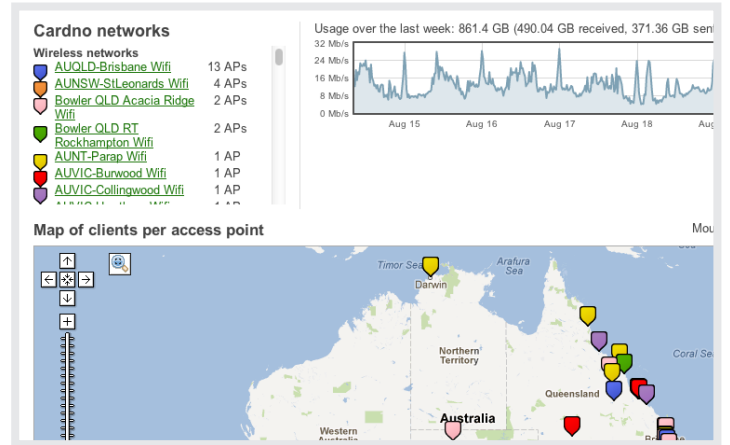 Cardno networks
Wireless networks
AUQLD-Brisbane Wifi 13 APs
AUNSW-StLeonards Wifi 4 APs
Bowler QLD Acacia Ridge 2 APs
Wifi
Bowler QLD RT 2 APs
Rockhampton Wifi
AUNT-Parap Wifi 1 AP
AUVIC-Burwood Wifi 1 AP
AUVIC-Collingwood Wifi 1 AP
Usage over the last week: 861.4 GB (490.04 GB received, 371.36 GB sent
32 Mb/s
24 Mb/s
16 Mb/s
8 Mb/s
0 Mb/s
Aug 15 Aug 16 Aug 17 Aug 18 Aug
Map of clients per access point
Mou
Timor Sea
Arafura
Sea
Darwin
Northern
Territory
Coral Se
Queensland
Australia
Western
Australia